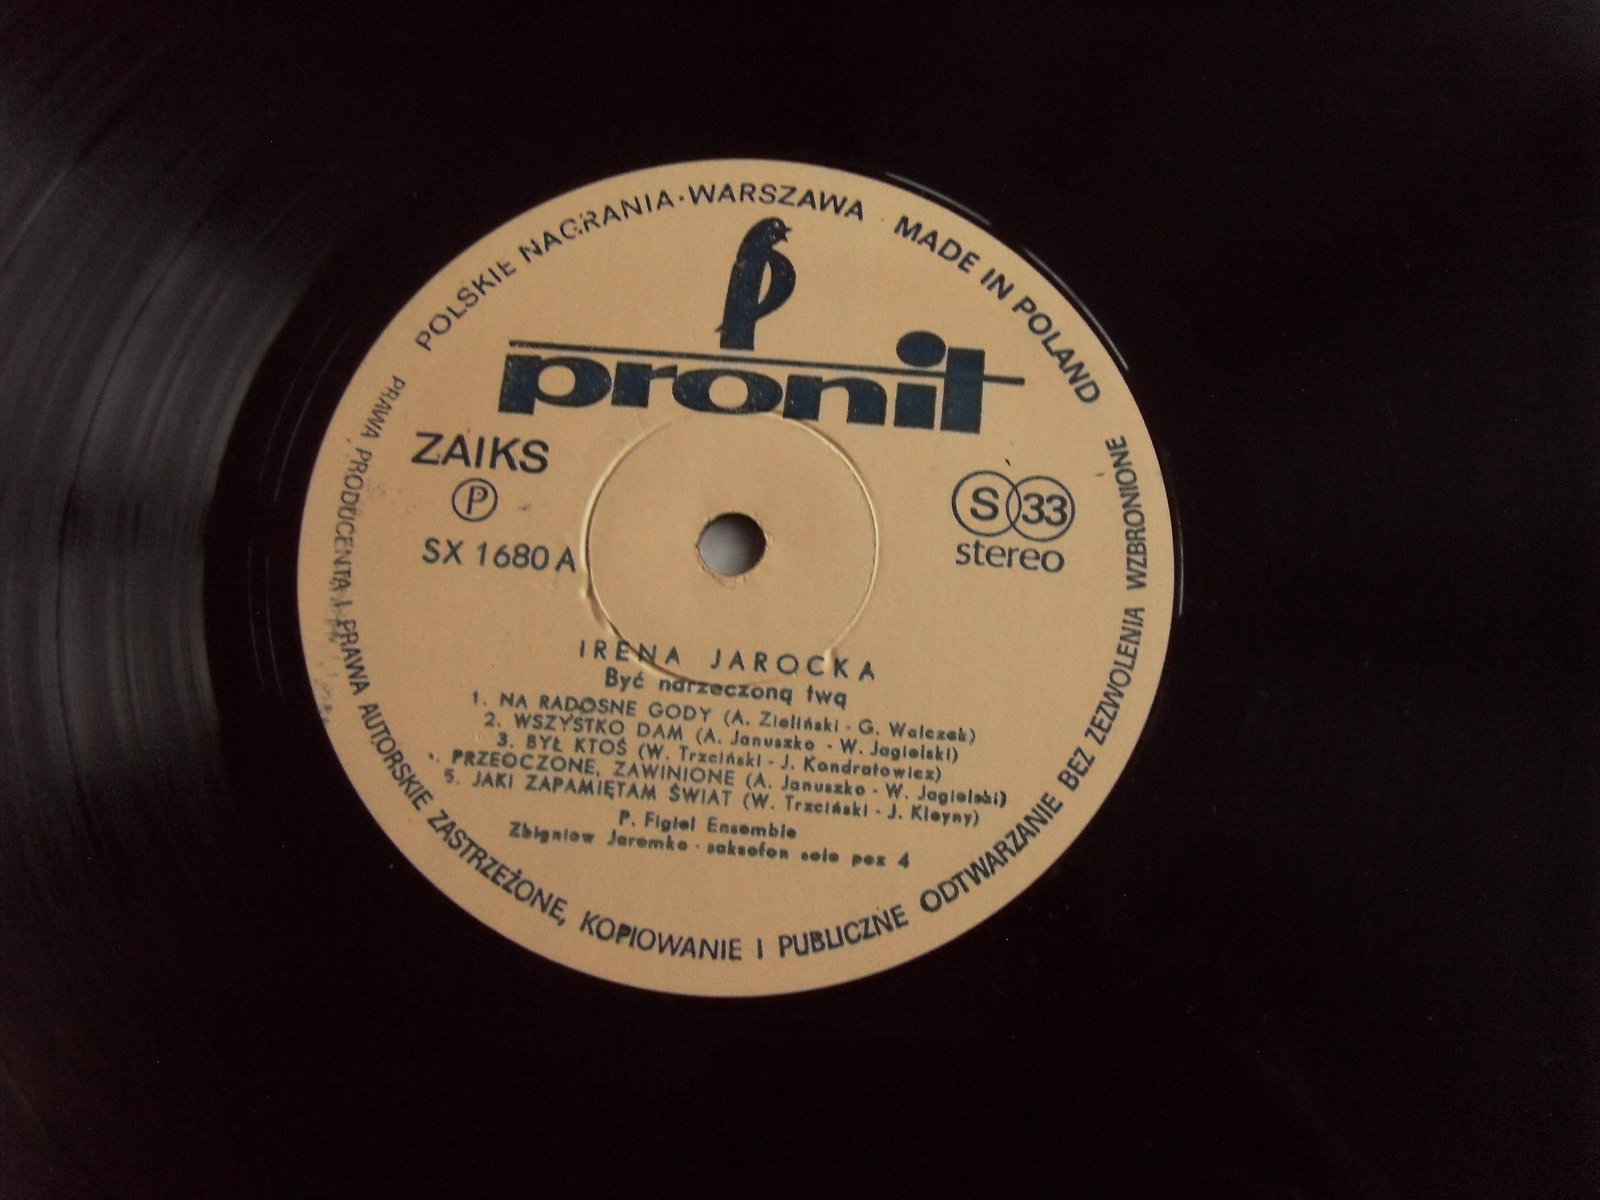 POLSKIE NAGRANIA·WARSZAWA MADE IN POLAND
pronit
ZAIKS
P
SX 1680 A
S 33
stereo
IRENA JAROCKA
Być narzeczoną twą
1. NA RADOSNE GODY (A. Zieliński - G. Walczak)
2. WSZYSTKO DAM (A. Januszko - W. Jagielski)
3. BYŁ KTOŚ (W. Trzciński - J. Kondratowicz)
. PRZEOCZONE, ZAWINIONE (A. Januszko - W. Jagielski)
5. JAKI ZAPAMIĘTAM ŚWIAT (W. Trzciński - J. Kleyny)
P. Figiel Ensemble
Zbigniew Jaremko - saksofon solo poz 4
PRAWA PRODUCENTA I PRAWA AUTORSKIE ZASTRZEŻONE, KOPIOWANIE I PUBLICZNE ODTWARZANIE BEZ ZEZWOLENIA WZBRONIONE